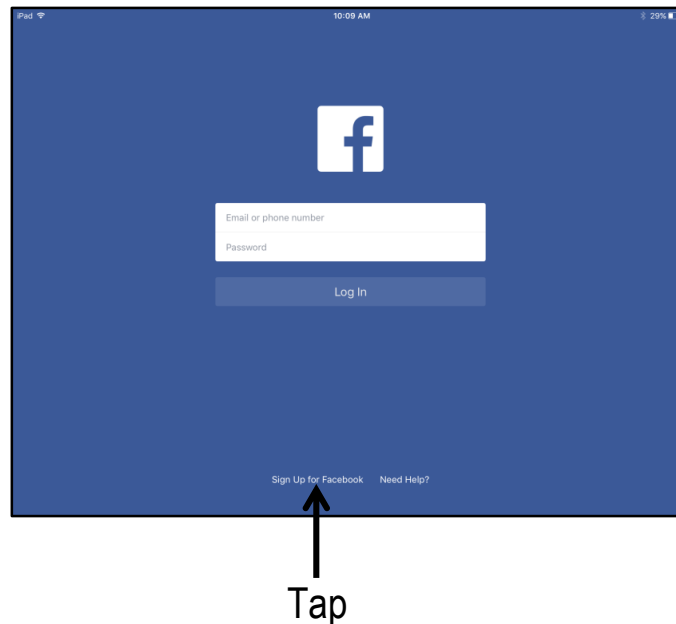 iPad 10:09 AM 29%
f
Email or phone number
Password
Log In
Sign Up for Facebook Need Help?
Tap